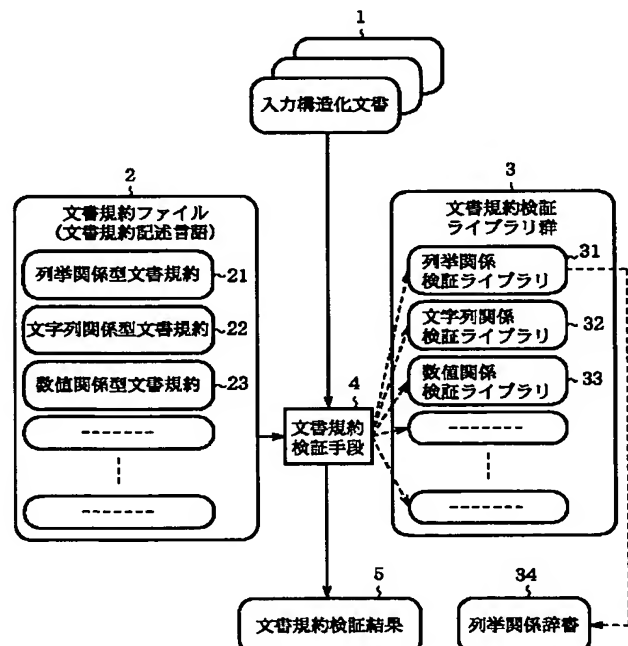 1
入力構造化文書
2
文書規約ファイル
(文書規約記述言語)
列挙関係型文書規約
21
文字列関係型文書規約
22
数値関係型文書規約
23
3
文書規約検証
ライブラリ群
31
列挙関係
検証ライブラリ
文字列関係
検証ライブラリ
32
数値関係
検証ライブラリ
33
4
文書規約
検証手段
5
文書規約検証結果
34
列挙関係辞書